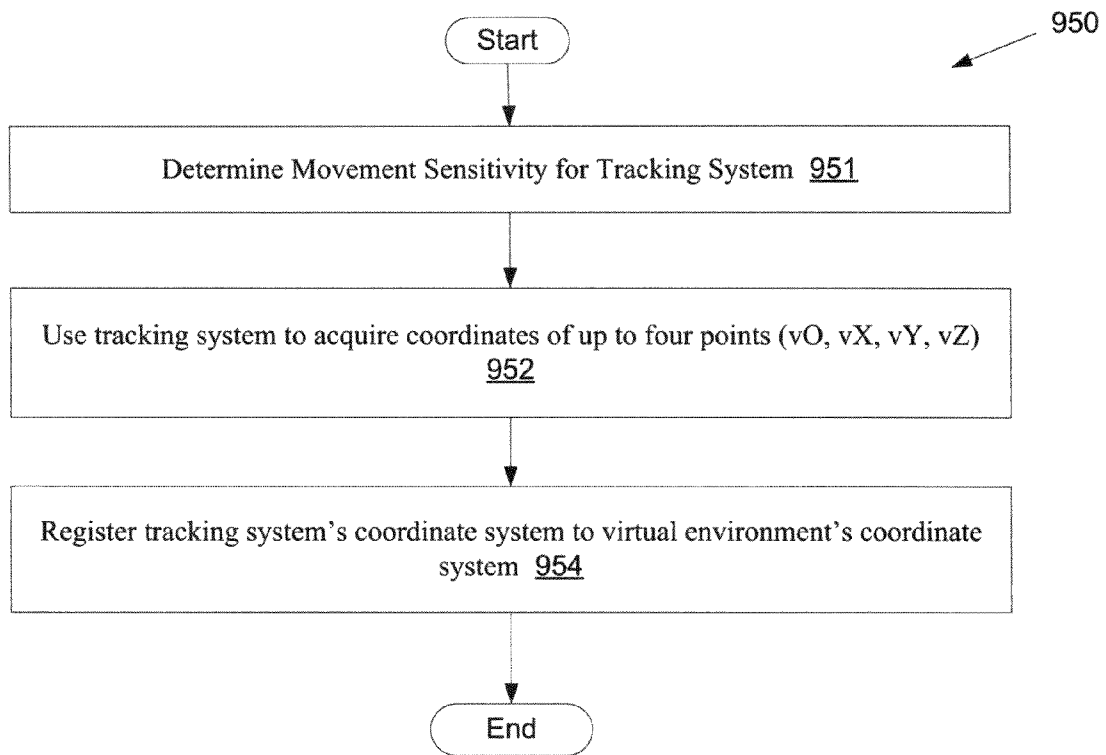 950
Start
Determine Movement Sensitivity for Tracking System 951
Use tracking system to acquire coordinates of up to four points (vO, vX, vY, vZ)
952
Register tracking system’s coordinate system to virtual environment’s coordinate
system 954
End